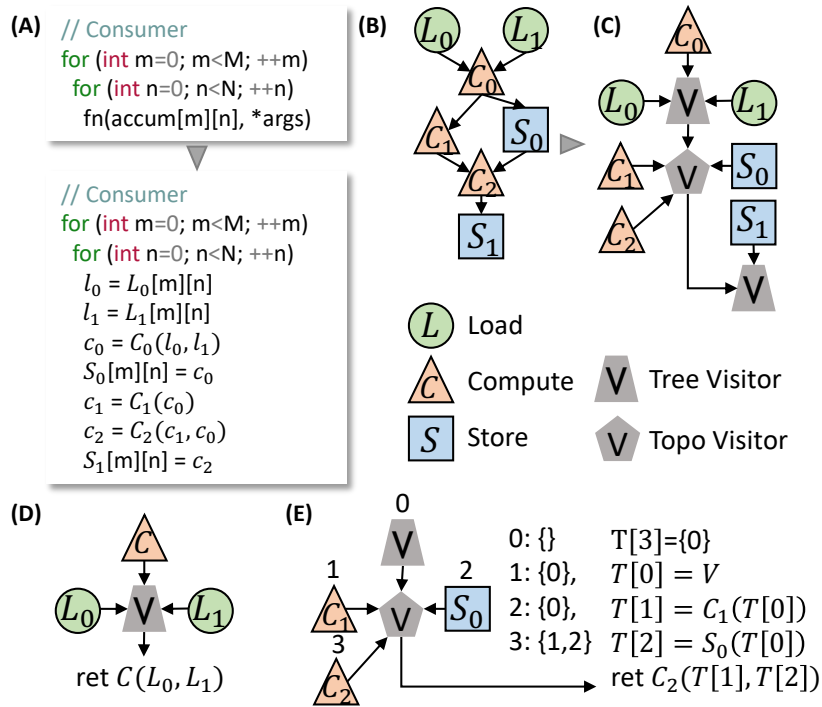 (A)
// Consumer
for (int m=0; m<M; ++m)
for (int n=0; n<N; ++n)
fn(accum[m][n], *args)
// Consumer
for (int m=0; m<M; ++m)
for (int n=0; n<N; ++n)
l₀ = L₀[m][n]
l₁ = L₁[m][n]
c₀ = C₀(l₀, l₁)
S₀[m][n] = c₀
c₁ = C₁(c₀)
c₂ = C₂(c₁, c₀)
S₁[m][n] = c₂
(B)
L₀ L₁
C₀
C₁ S₀
C₂
S₁
(C)
C₀
L₀ V L₁
C₁ V S₀
C₂ S₁
V
L Load
C Compute
S Store
V Tree Visitor
V Topo Visitor
(D)
C
L₀ V L₁
ret C(L₀, L₁)
(E)
0
V
1 2
C₁ V S₀
3
C₂
0: {}
1: {0},
2: {0},
3: {1,2}
T[3]={0}
T[0] = V
T[1] = C₁(T[0])
T[2] = S₀(T[0])
ret C₂(T[1], T[2])